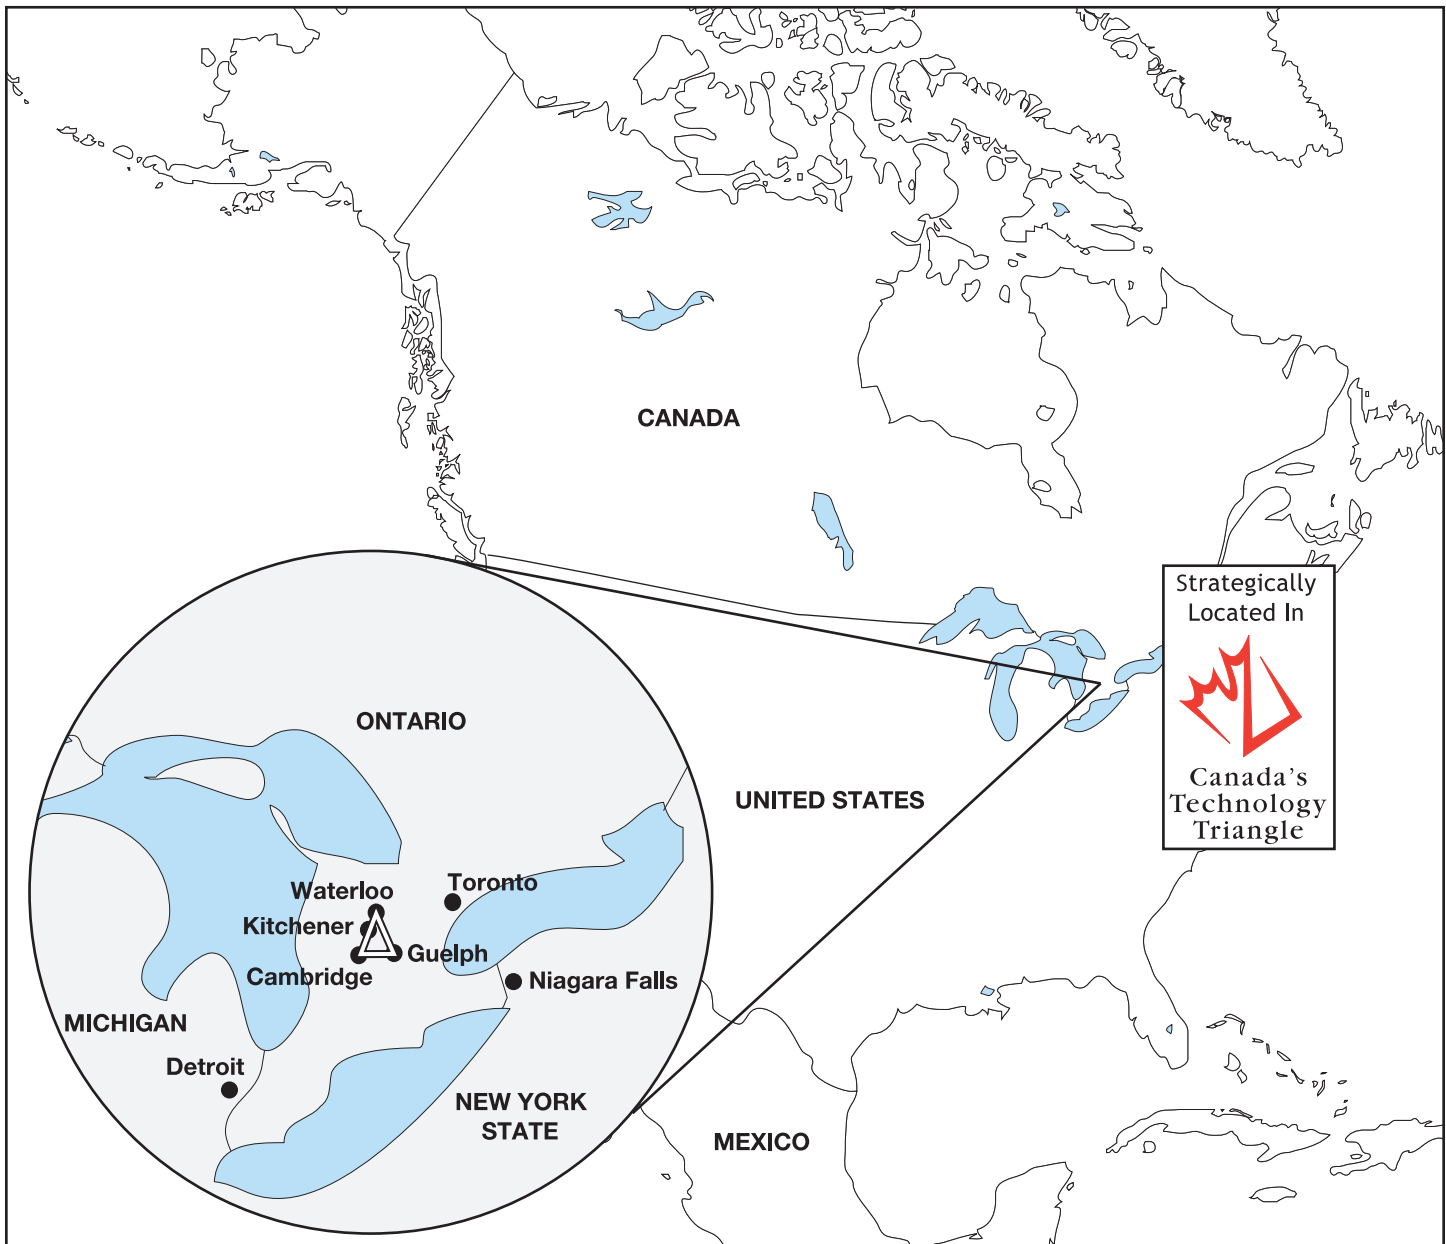 CANADA
Strategically
Located In
Canada's
Technology
Triangle
UNITED STATES
MEXICO
ONTARIO
Waterloo
Toronto
Kitchener
Guelph
Cambridge
Niagara Falls
MICHIGAN
Detroit
NEW YORK
STATE